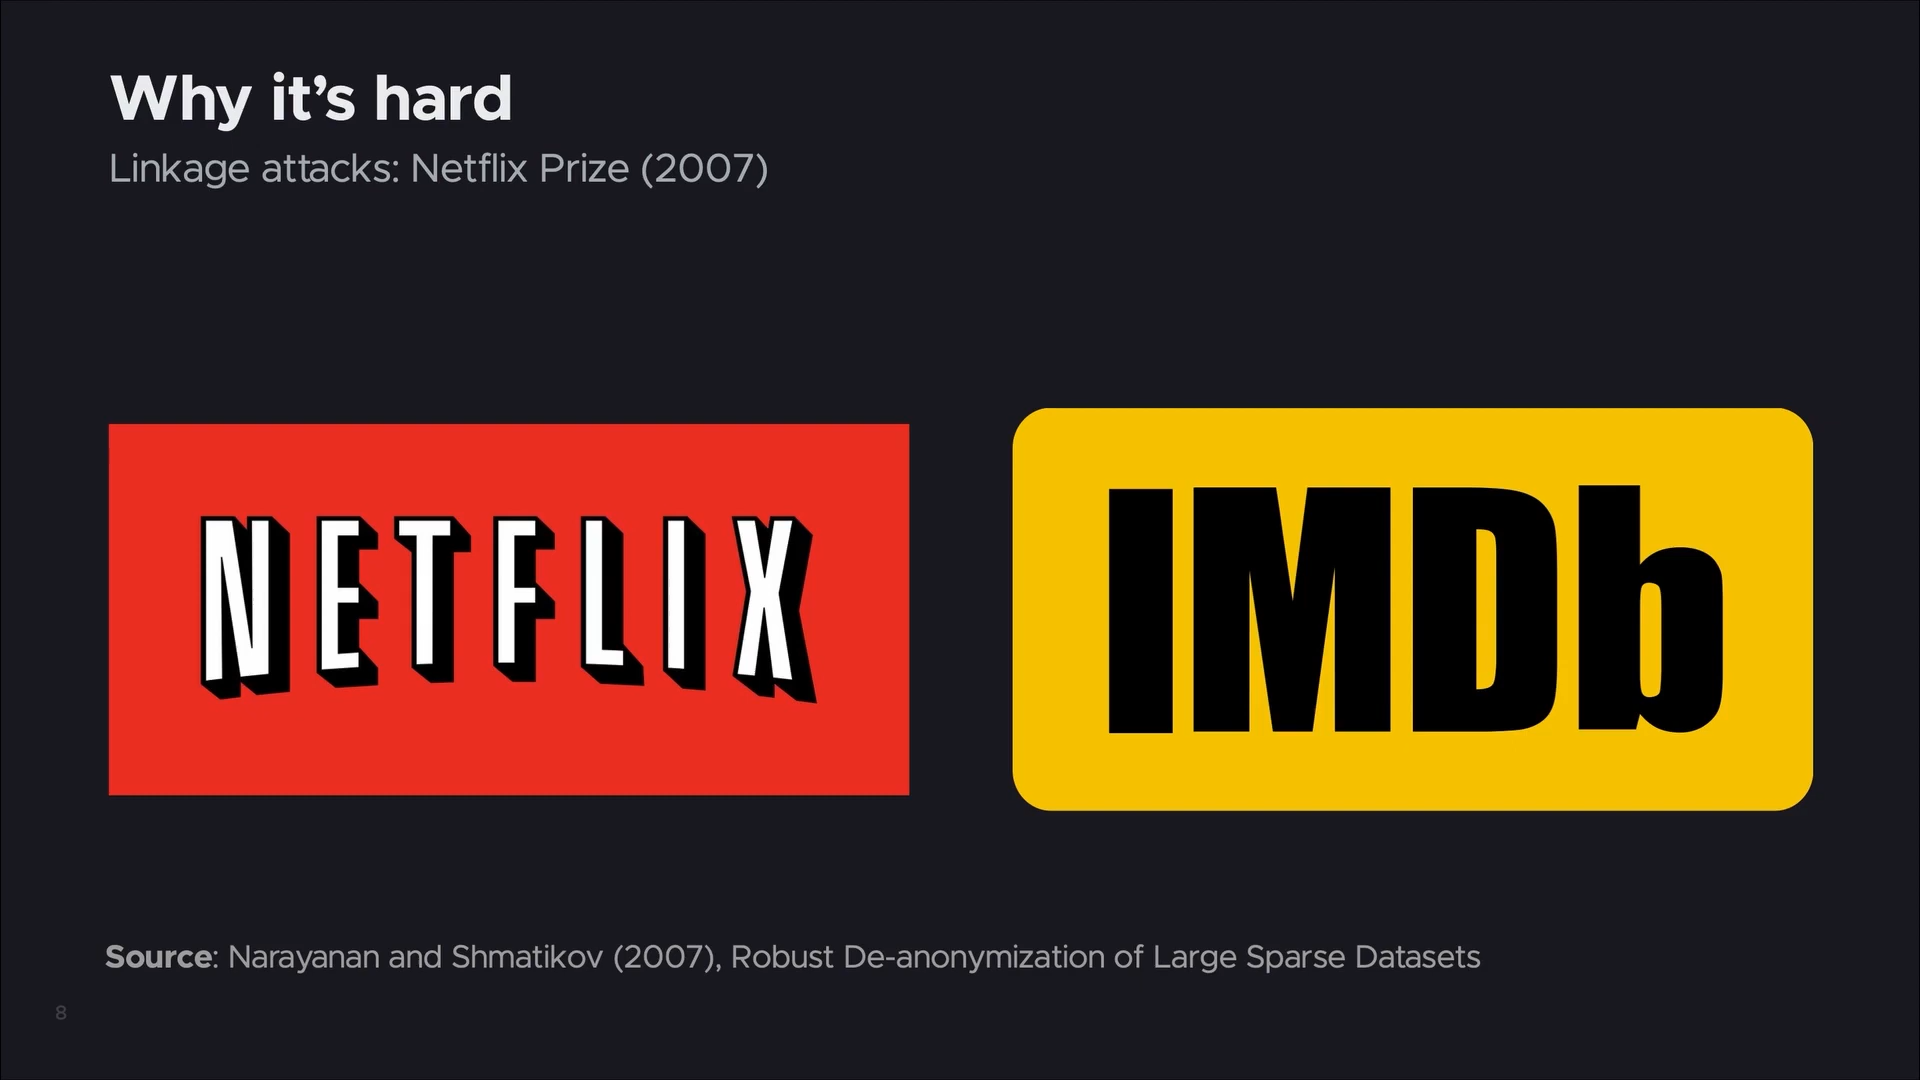 Why it’s hard
Linkage attacks: Netflix Prize (2007)
NETFLIX
IMDb
Source: Narayanan and Shmatikov (2007), Robust De-anonymization of Large Sparse Datasets
8